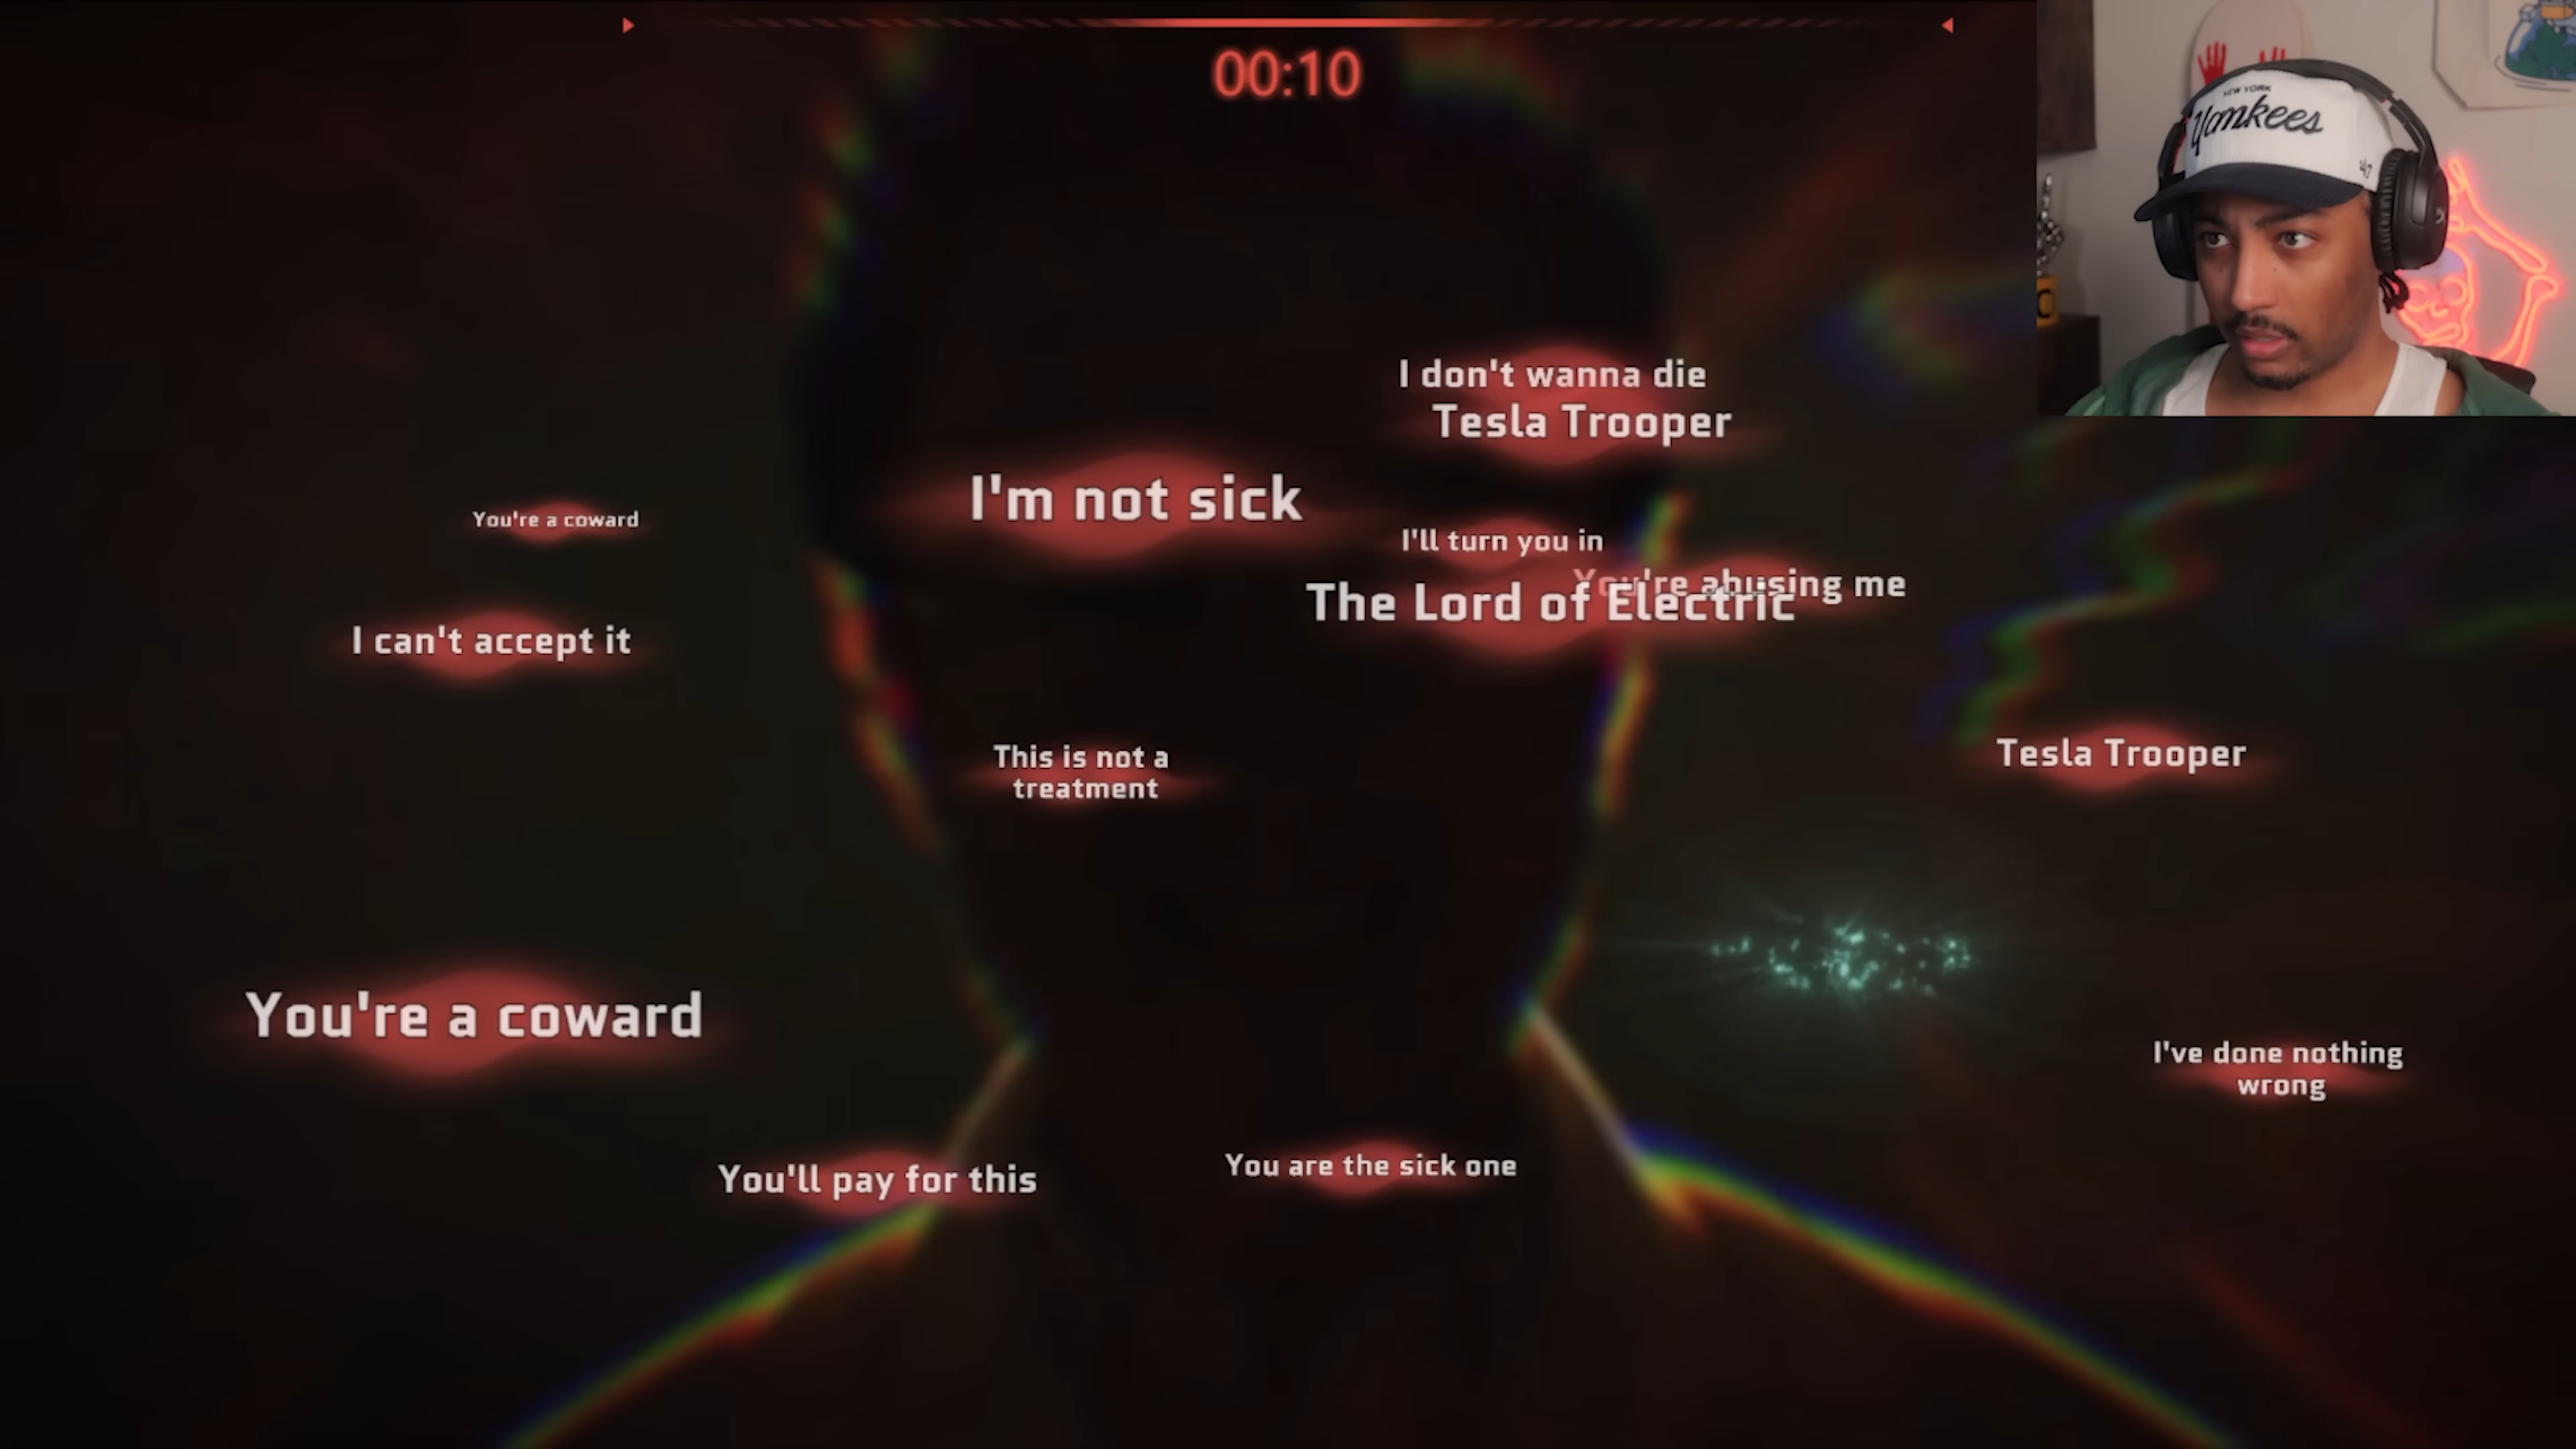 00:10
NEW YORK
Yankees
'47
I don't wanna die
Tesla Trooper
I'm not sick
You're a coward
I'll turn you in
You're abusing me
The Lord of Electric
I can't accept it
This is not a
treatment
Tesla Trooper
You're a coward
I've done nothing
wrong
You'll pay for this
You are the sick one